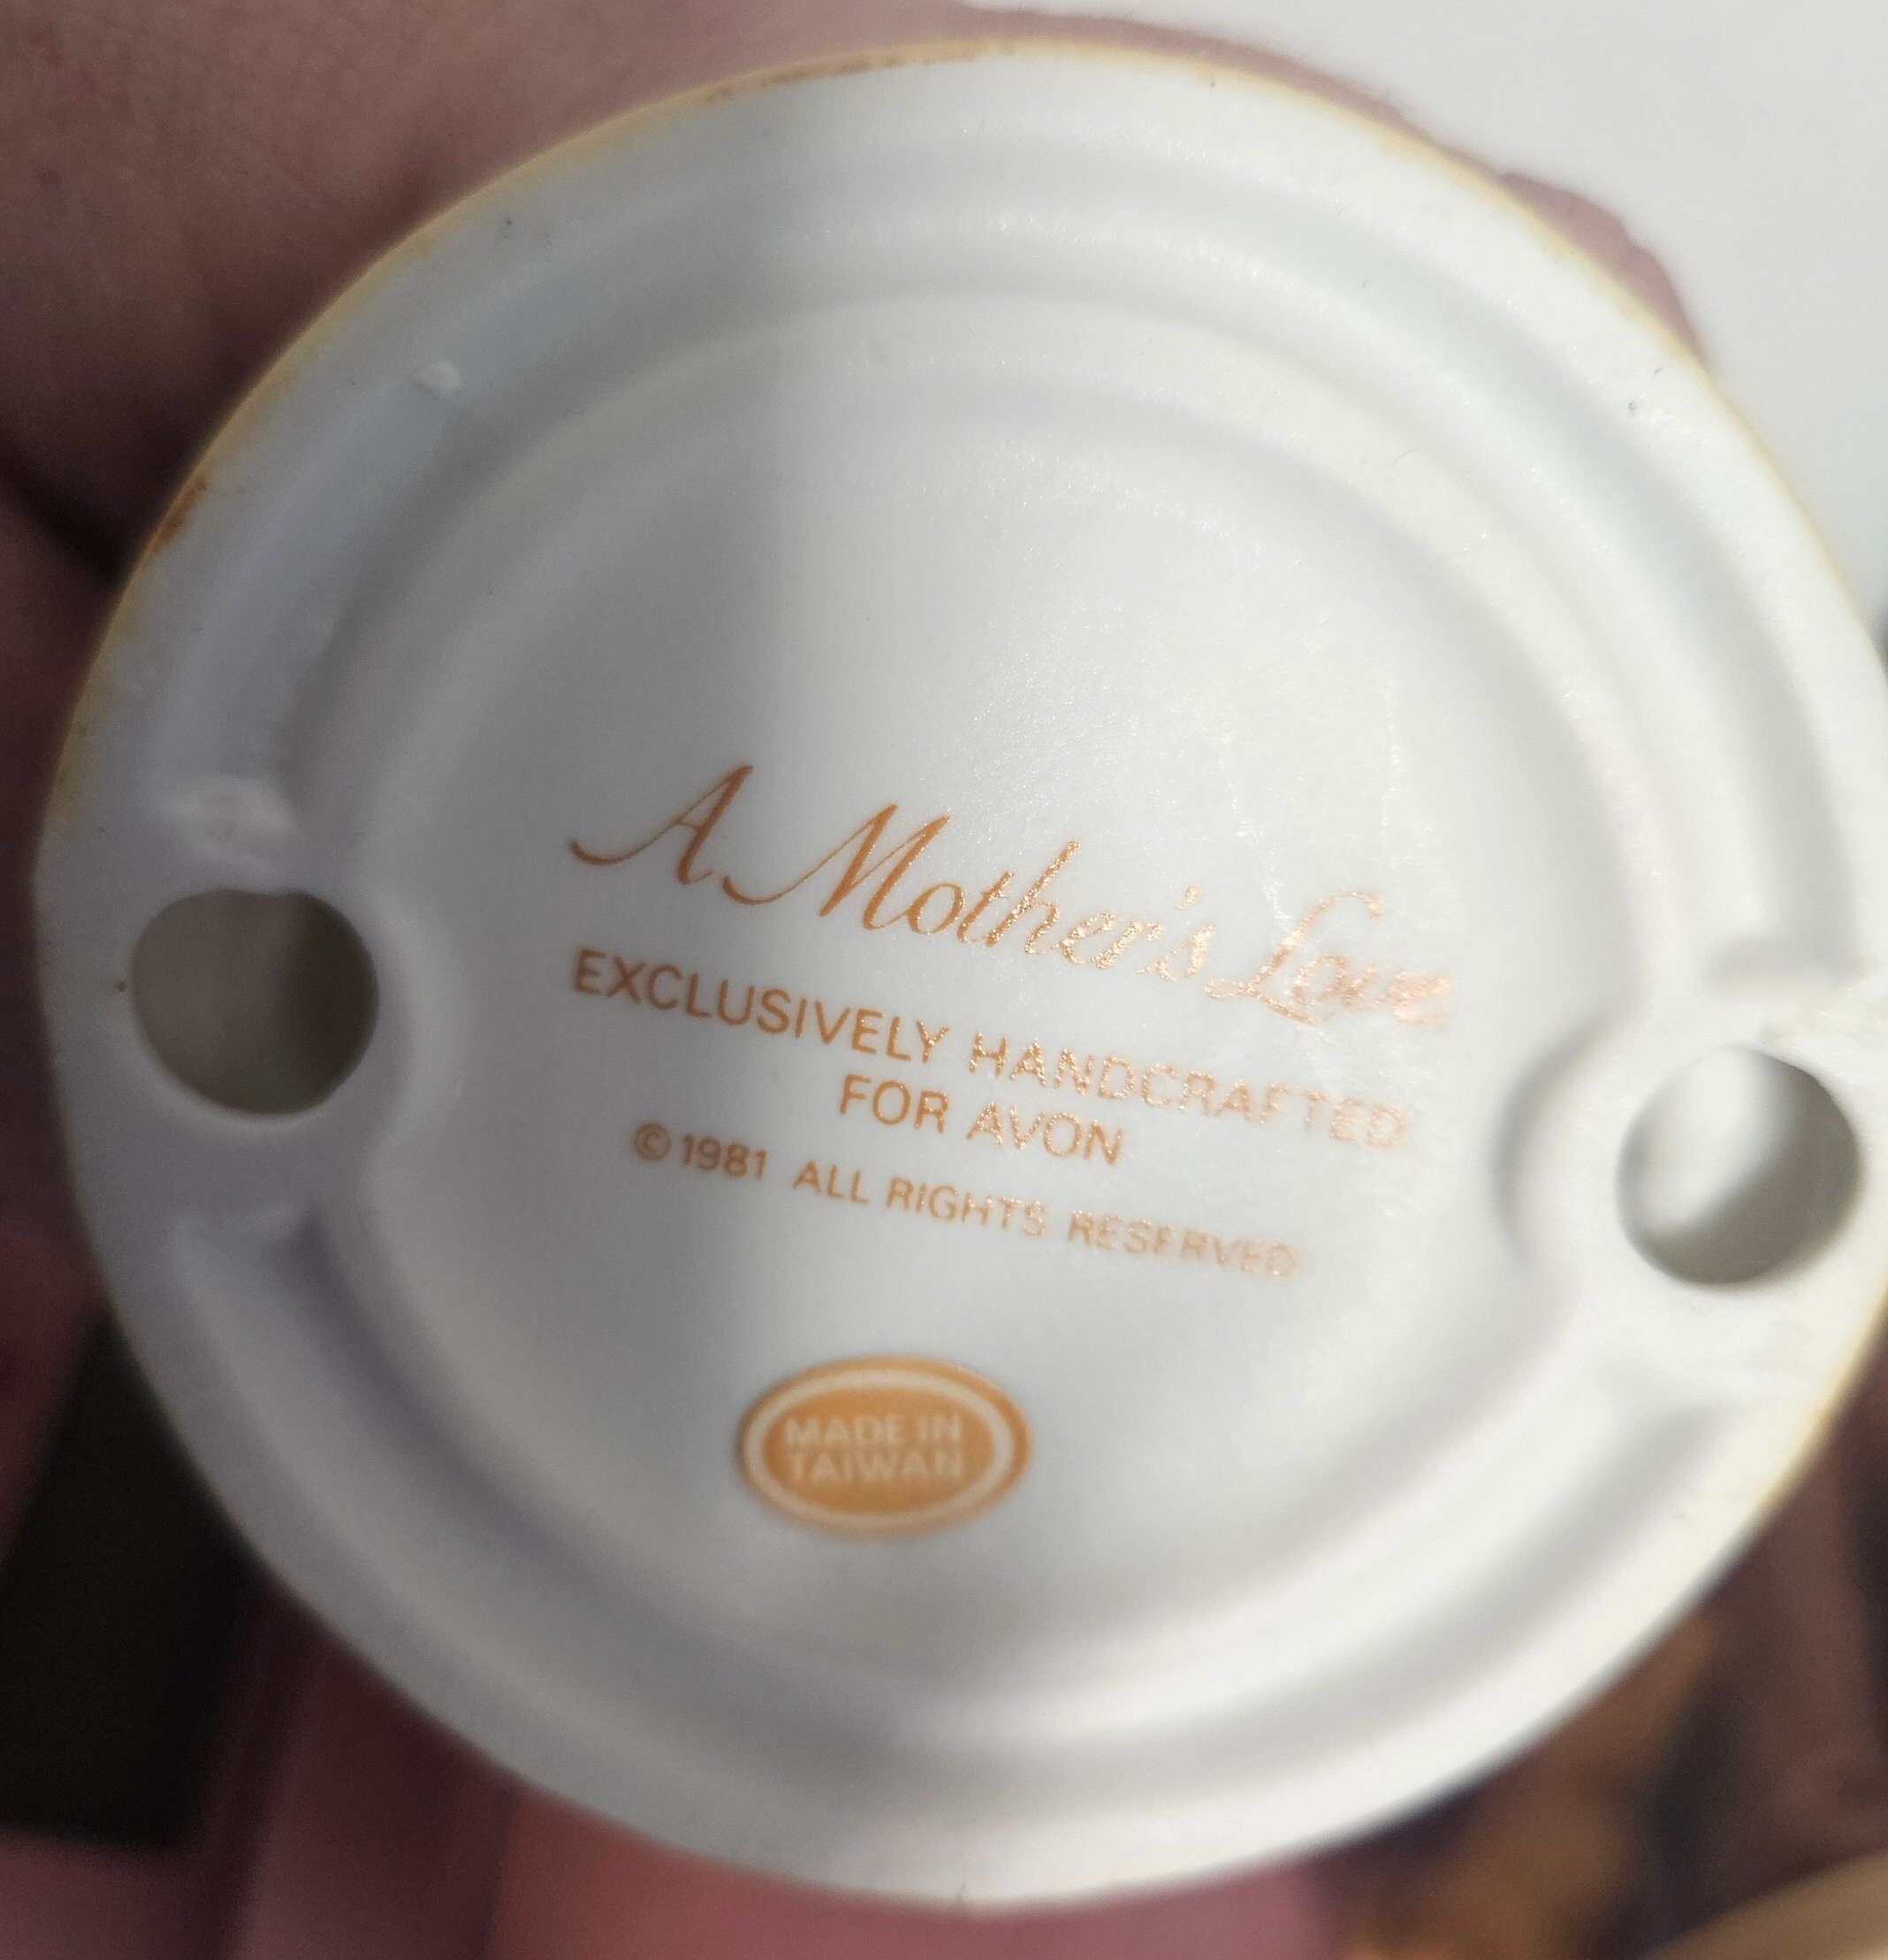 A Mother's Love
EXCLUSIVELY HANDCRAFTED
FOR AVON
©1981 ALL RIGHTS RESERVED
MADE IN
TAIWAN